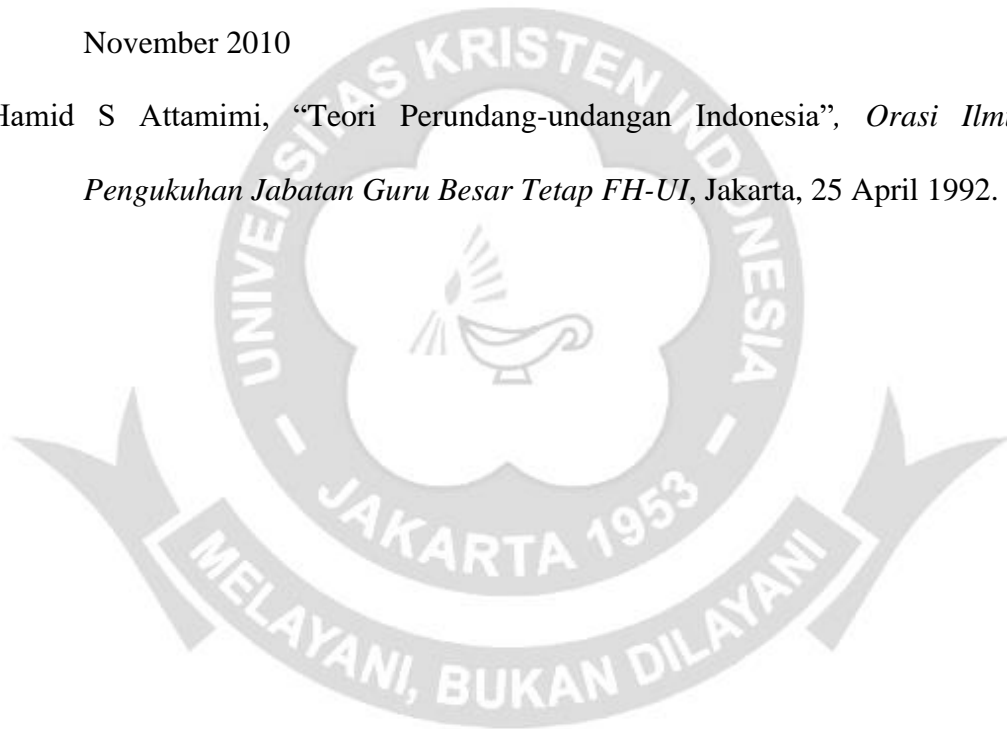 November 2010
Hamid S Attamimi, “Teori Perundang-undangan Indonesia”, Orasi
Pengukuhan Jabatan Guru Besar Tetap FH-UI, Jakarta, 25 April 1992.
UNIVERSITAS KRISTEN INDONESIA
- JAKARTA 1953 -
MELAYANI, BUKAN DILAYANI